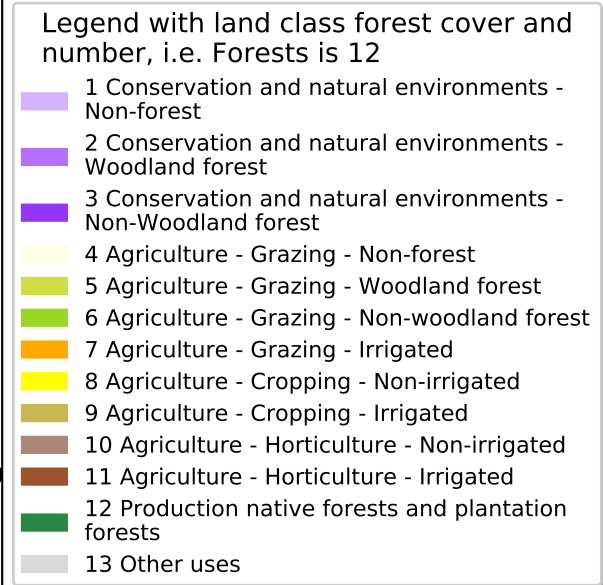 Legend with land class forest cover and
number, i.e. Forests is 12
1 Conservation and natural environments -
Non-forest
2 Conservation and natural environments -
Woodland forest
3 Conservation and natural environments -
Non-Woodland forest
4 Agriculture - Grazing - Non-forest
5 Agriculture - Grazing - Woodland forest
6 Agriculture - Grazing - Non-woodland forest
7 Agriculture - Grazing - Irrigated
8 Agriculture - Cropping - Non-irrigated
9 Agriculture - Cropping - Irrigated
10 Agriculture - Horticulture - Non-irrigated
11 Agriculture - Horticulture - Irrigated
12 Production native forests and plantation
forests
13 Other uses